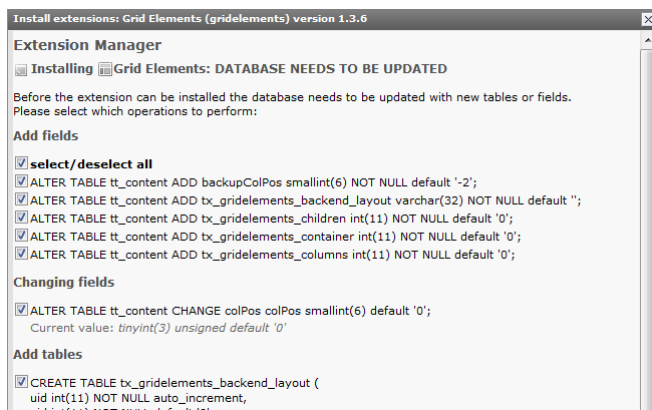 Install extensions: Grid Elements (gridelements) version 1.3.6
Extension Manager
Installing Grid Elements: DATABASE NEEDS TO BE UPDATED
Before the extension can be installed the database needs to be updated with new tables or fields.
Please select which operations to perform:
Add fields
select/deselect all
ALTER TABLE tt_content ADD backupColPos smallint(6) NOT NULL default '-2';
ALTER TABLE tt_content ADD tx_gridelements_backend_layout varchar(32) NOT NULL default '';
ALTER TABLE tt_content ADD tx_gridelements_children int(11) NOT NULL default '0';
ALTER TABLE tt_content ADD tx_gridelements_container int(11) NOT NULL default '0';
ALTER TABLE tt_content ADD tx_gridelements_columns int(11) NOT NULL default '0';
Changing fields
ALTER TABLE tt_content CHANGE colPos colPos smallint(6) default '0';
Current value: tinyint(3) unsigned default '0'
Add tables
CREATE TABLE tx_gridelements_backend_layout (
uid int(11) NOT NULL auto_increment,